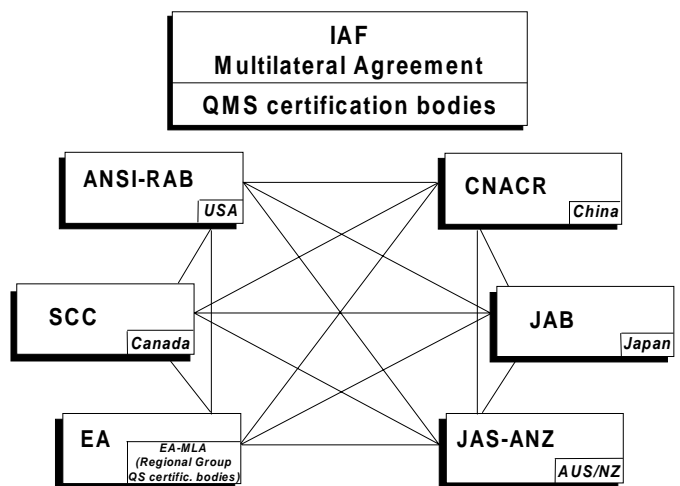 IAF
Multilateral Agreement
QMS certification bodies
ANSI-RAB
USA
CNACR
China
SCC
Canada
JAB
Japan
EA
EA-MLA
(Regional Group
QS certific. bodies)
JAS-ANZ
AUS/NZ